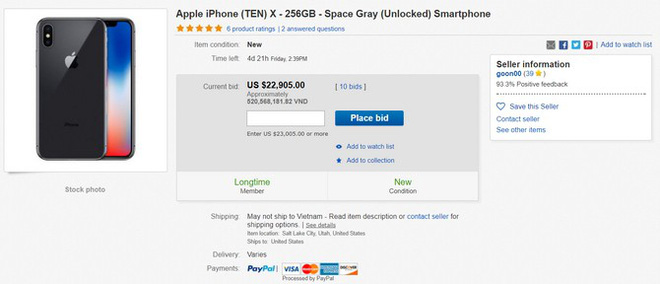 Apple iPhone (TEN) X - 256GB - Space Gray (Unlocked) Smartphone
6 product ratings | 2 answered questions
Item condition: New
Time left: 4d 21h Friday, 2:39PM
| Add to watch list
Current bid: US $22,905.00 [ 10 bids ]
Approximately
520,568,181.82 VND
Place bid
Enter US $23,005.00 or more
Add to watch list
Add to collection
Longtime
Member
New
Condition
Seller information
goon00 (39 )
93.3% Positive feedback
Save this Seller
Contact seller
See other items
iPhone
Stock photo
Shipping: May not ship to Vietnam - Read item description or contact seller for
shipping options. | See details
Item location: Salt Lake City, Utah, United States
Ships to: United States
Delivery: Varies
Payments: PayPal | VISA MasterCard DISCOVER
Processed by PayPal